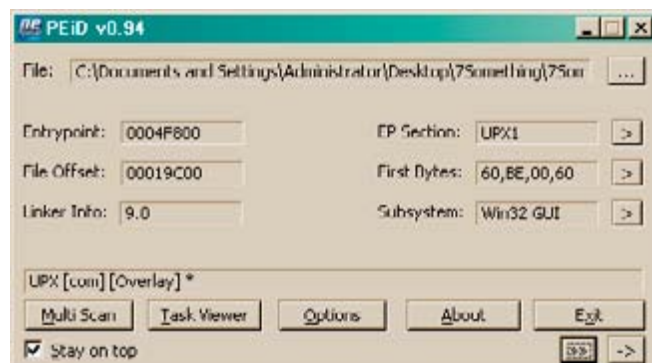 PEiD v0.94
File: C:\Documents and Settings\Administrator\Desktop\7Something\7Som ...
Entrypoint: 0004F800 EP Section: UPX1 >
File Offset: 00019C00 First Bytes: 60,BE,00,60 >
Linker Info: 9.0 Subsystem: Win32 GUI >
UPX [com] [Overlay] *
Multi Scan Task Viewer Options About Exit
Stay on top >> ->